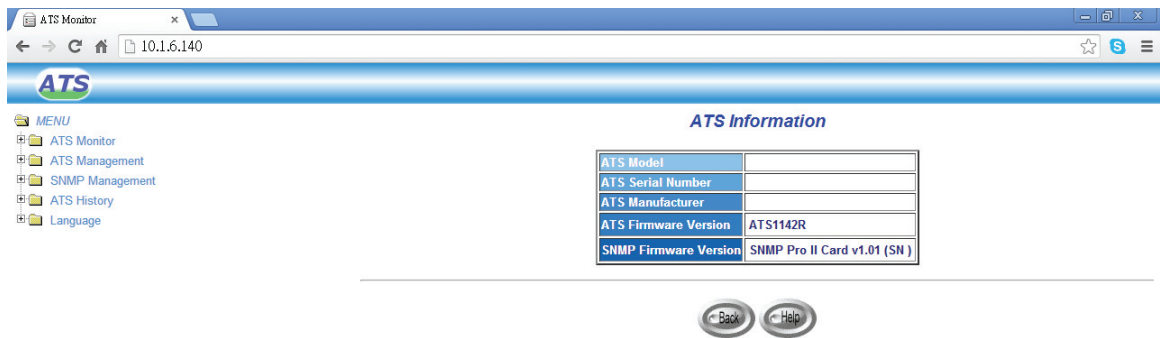 ATS Monitor
10.1.6.140
ATS
MENU
ATS Monitor
ATS Management
SNMP Management
ATS History
Language
ATS Information
ATS Model
ATS Serial Number
ATS Manufacturer
ATS Firmware Version ATS1142R
SNMP Firmware Version SNMP Pro II Card v1.01 (SN )
Back Help